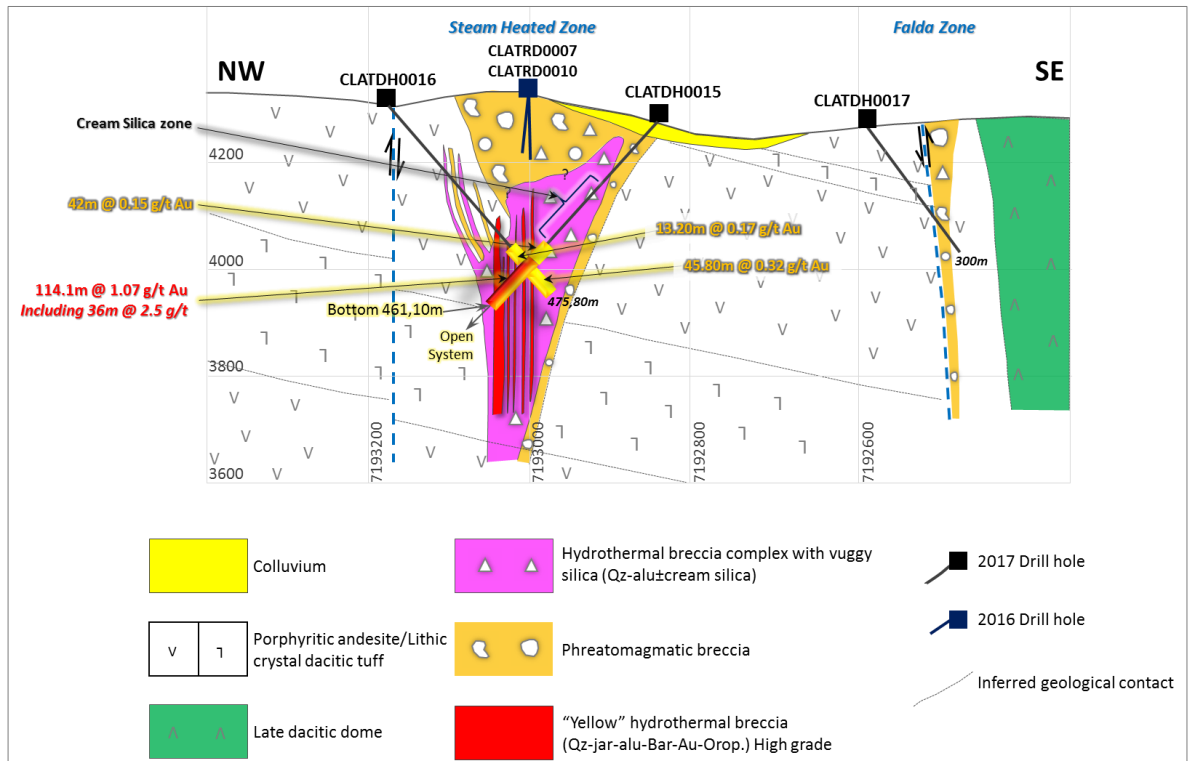 Steam Heated Zone
Falda Zone
NW
CLATRD0007
CLATRD0010
SE
CLATDH0016
CLATDH0015
CLATDH0017
Cream Silica zone
4200
?
?
42m @ 0.15 g/t Au
13.20m @ 0.17 g/t Au
4000
45.80m @ 0.32 g/t Au
300m
114.1m @ 1.07 g/t Au
Including 36m @ 2.5 g/t
475,80m
Bottom 461,10m
Open
System
3800
7193200
7193000
7192800
7192600
3600
Colluvium
Hydrothermal breccia complex with vuggy
silica (Qz-alu±cream silica)
2017 Drill hole
Porphyritic andesite/Lithic
crystal dacitic tuff
Phreatomagmatic breccia
2016 Drill hole
Inferred geological contact
Late dacitic dome
“Yellow” hydrothermal breccia
(Qz-jar-alu-Bar-Au-Orop.) High grade